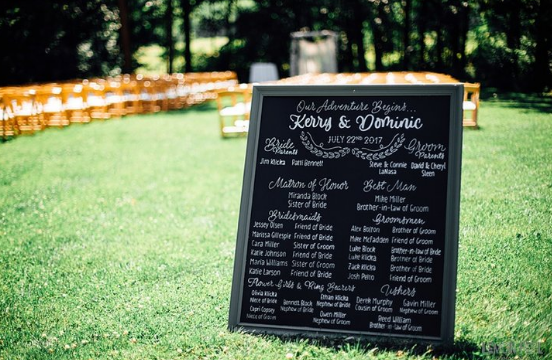 Our Adventure Begins...
Kerry & Dominic
JULY 22ND 2017
Bride
Parents
Jim Klicka Patti Bennett
Groom
Parents
Steve & Connie David & Cheryl
LaNasa Steen
Matron of Honor
Miranda Block
Sister of Bride
Best Man
Mike Miller
Brother-in-law of Groom
Bridesmaids
Jessey Olsen Friend of Bride
Marissa Gillespie Friend of Bride
Cara Miller Sister of Groom
Katie Johnson Friend of Bride
Maria Williams Sister of Groom
Katie Larson Friend of Bride
Groomsmen
Alex Bolton Brother of Groom
Mike McFadden Friend of Groom
Luke Block Brother-in-law of Bride
Luke Klicka Brother of Bride
Zack Klicka Brother of Bride
Josh Peino Friend of Groom
Flower Girls & Ring Bearers
Olivia Klicka
Niece of Bride
Capri Copsey
Niece of Groom
Bennett Block
Nephew of Bride
Ethan Klicka
Nephew of Bride
Owen Miller
Nephew of Groom
Ushers
Derek Murphy
Cousin of Groom
Gavin Miller
Nephew of Groom
Reed William
Brother-in-law of Groom